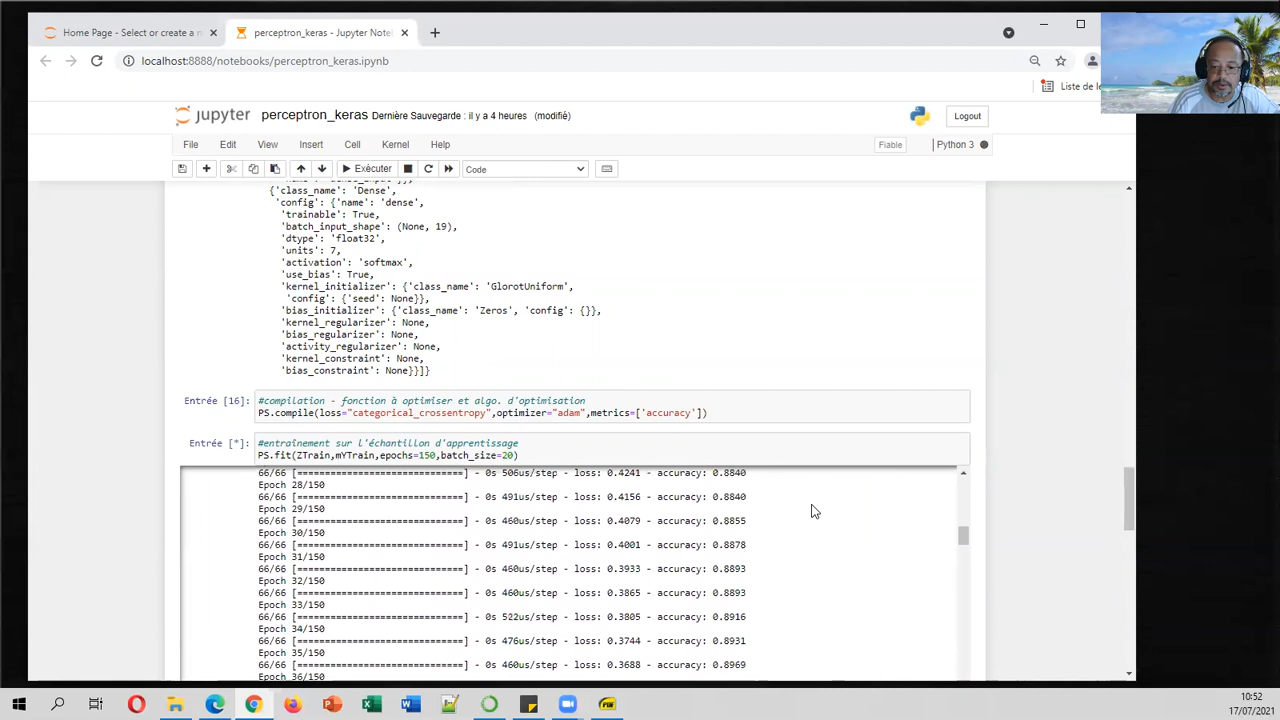 Home Page - Select or create a n
perceptron_keras - Jupyter Note
localhost:8888/notebooks/perceptron_keras.ipynb
Liste de le
jupyter perceptron_keras Dernière Sauvegarde : il y a 4 heures (modifié)
Logout
File Edit View Insert Cell Kernel Help
Fiable
Python 3
Exécuter
Code
{'class_name': 'Dense',
'config': {'name': 'dense',
'trainable': True,
'batch_input_shape': (None, 19),
'dtype': 'float32',
'units': 7,
'activation': 'softmax',
'use_bias': True,
'kernel_initializer': {'class_name': 'GlorotUniform',
'config': {'seed': None}},
'bias_initializer': {'class_name': 'Zeros', 'config': {}},
'kernel_regularizer': None,
'bias_regularizer': None,
'activity_regularizer': None,
'kernel_constraint': None,
'bias_constraint': None}}]}
Entrée [16]:
#compilation - fonction à optimiser et algo. d'optimisation
PS.compile(loss="categorical_crossentropy",optimizer="adam",metrics=['accuracy'])
Entrée [*]:
#entraînement sur l'échantillon d'apprentissage
PS.fit(ZTrain,mYTrain,epochs=150,batch_size=20)
66/66 [==============================] - 0s 506us/step - loss: 0.4241 - accuracy: 0.8840
Epoch 28/150
66/66 [==============================] - 0s 491us/step - loss: 0.4156 - accuracy: 0.8840
Epoch 29/150
66/66 [==============================] - 0s 460us/step - loss: 0.4079 - accuracy: 0.8855
Epoch 30/150
66/66 [==============================] - 0s 491us/step - loss: 0.4001 - accuracy: 0.8878
Epoch 31/150
66/66 [==============================] - 0s 460us/step - loss: 0.3933 - accuracy: 0.8893
Epoch 32/150
66/66 [==============================] - 0s 460us/step - loss: 0.3865 - accuracy: 0.8893
Epoch 33/150
66/66 [==============================] - 0s 522us/step - loss: 0.3805 - accuracy: 0.8916
Epoch 34/150
66/66 [==============================] - 0s 476us/step - loss: 0.3744 - accuracy: 0.8931
Epoch 35/150
66/66 [==============================] - 0s 460us/step - loss: 0.3688 - accuracy: 0.8969
Epoch 36/150
10:52
17/07/2021